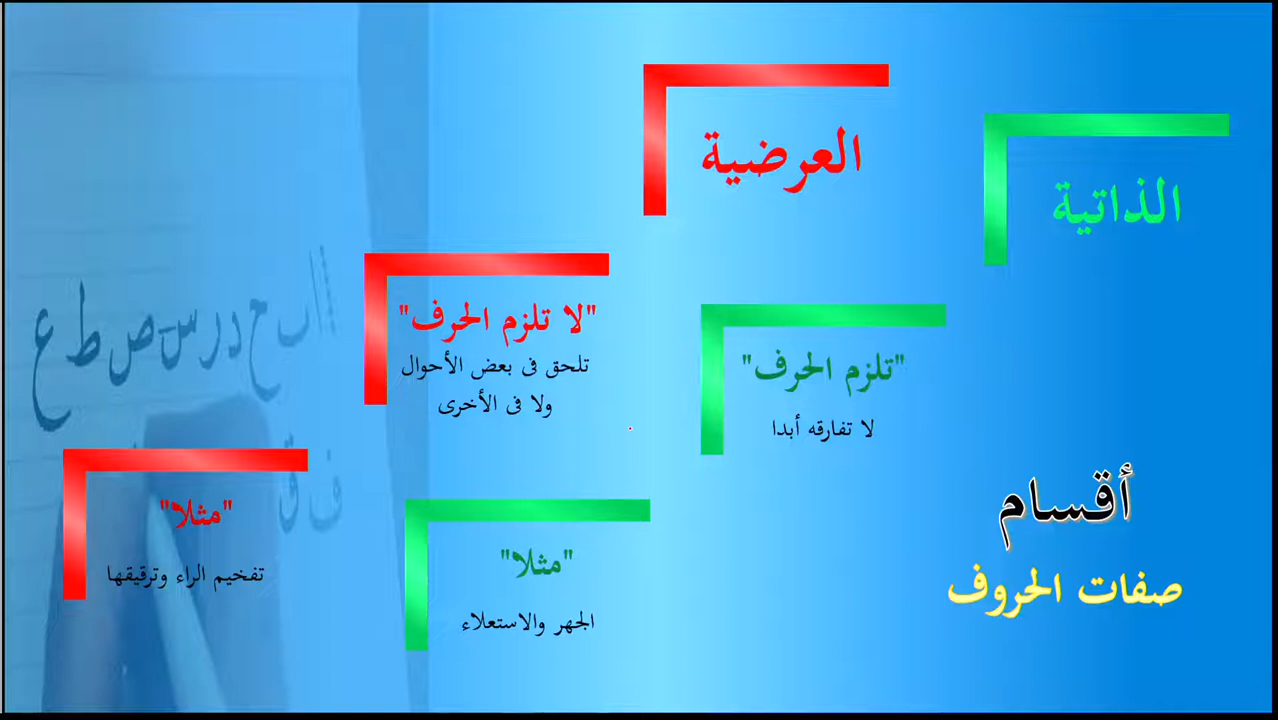 أقسام
صفات الحروف
الذاتية
"تلزم الحرف"
لا تفارقه أبدا
"مثلا"
الجهر والاستعلاء
العرضية
"لا تلزم الحرف"
تلحق فى بعض الأحوال
ولا فى الأخرى
"مثلا"
تفخيم الراء وترقيقها
ا ب ح د ر س ص ط ع
ف ق